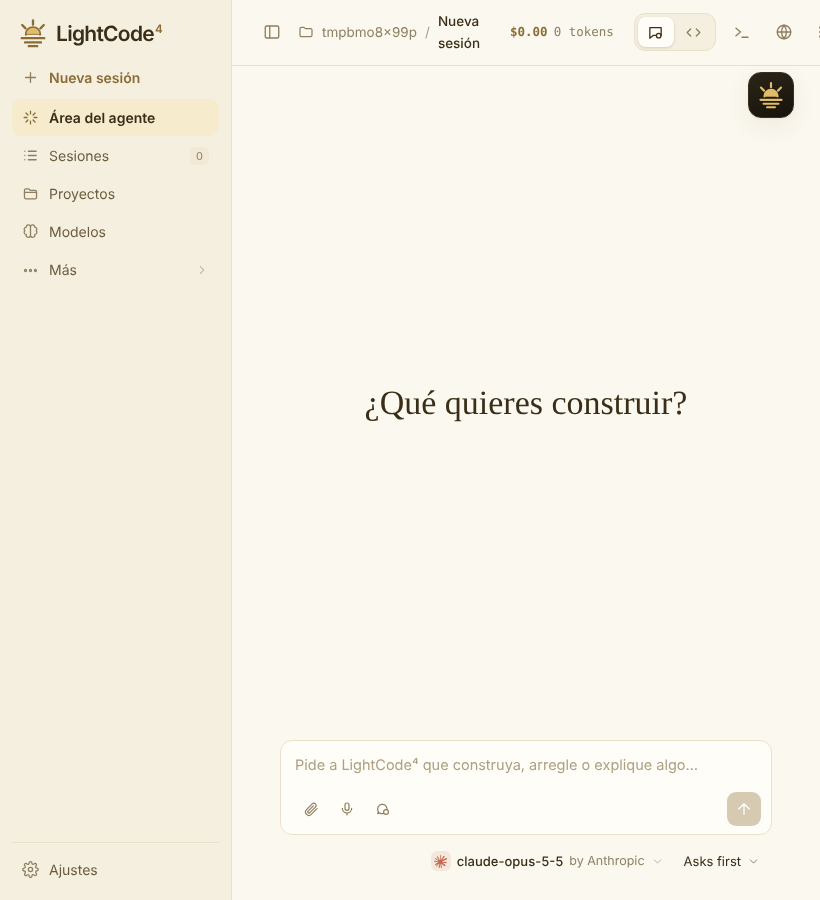 LightCode⁴
Nueva sesión
Área del agente
Sesiones 0
Proyectos
Modelos
Más
Ajustes
tmpbmo8x99p / Nueva sesión $0.00 0 tokens
¿Qué quieres construir?
Pide a LightCode⁴ que construya, arregle o explique algo...
claude-opus-5-5 by Anthropic Asks first